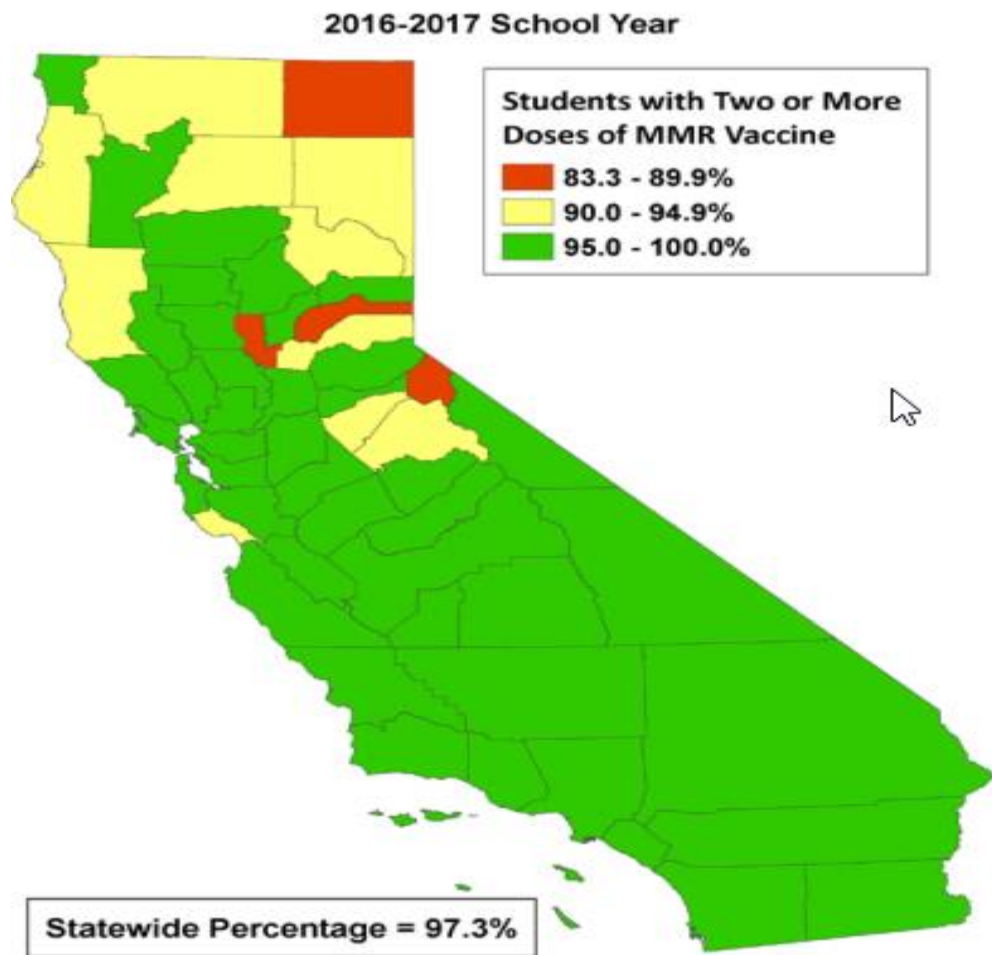 2016-2017 School Year
Students with Two or More
Doses of MMR Vaccine
83.3 - 89.9%
90.0 - 94.9%
95.0 - 100.0%
Statewide Percentage = 97.3%